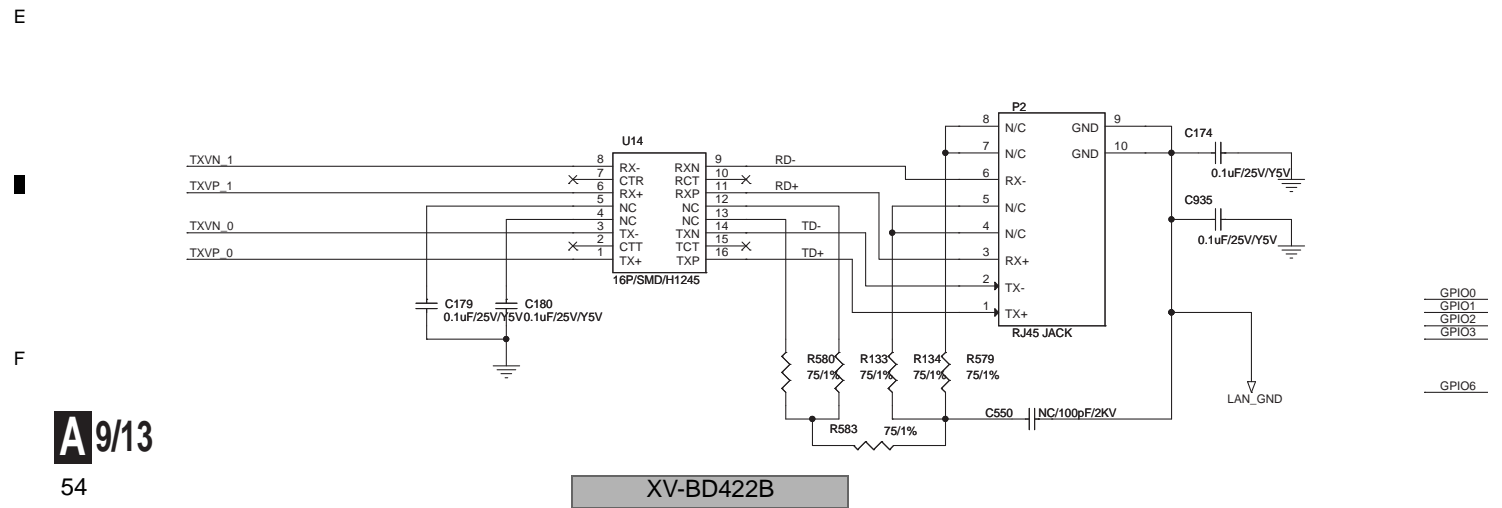 E
P2
U14
8 N/C GND 9
C174
TXVN_1 8 RX- RXN 9 RD-
7 N/C GND 10
7 CTR RCT 10
0.1uF/25V/Y5V
TXVP_1 6 RX+ RXP 11 RD+
6 RX-
5 NC NC 12
5 N/C
C935
4 NC NC 13
TXVN_0 3 TX- TXN 14 TD-
4 N/C
0.1uF/25V/Y5V
2 CTT TCT 15
TXVP_0 1 TX+ TXP 16 TD+
3 RX+
16P/SMD/H1245
2 TX-
GPIO0
GPIO1
GPIO2
GPIO3
C179
0.1uF/25V/Y5V
C180
0.1uF/25V/Y5V
1 TX+
RJ45 JACK
F
R580
75/1%
R133
75/1%
R134
75/1%
R579
75/1%
GPIO6
LAN_GND
C550 NC/100pF/2KV
R583 75/1%
A 9/13
54
XV-BD422B